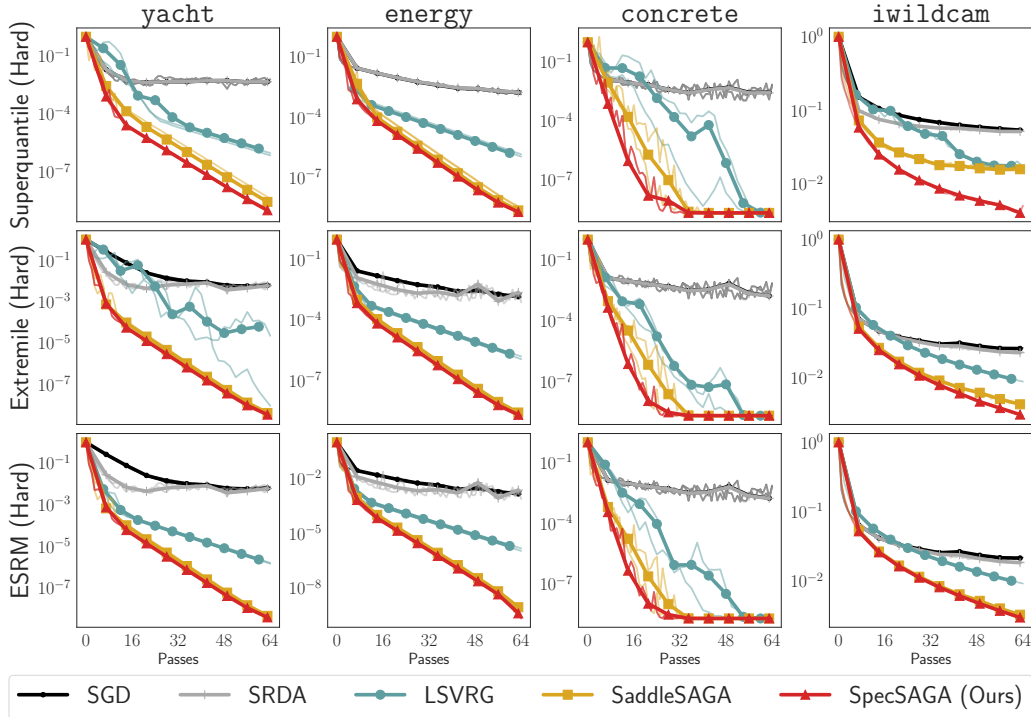 yacht energy concrete iwildcam
Superquantile (Hard)
10^{-1} 10^{-4} 10^{-7}
10^{-1} 10^{-4} 10^{-7}
10^{-1} 10^{-4} 10^{-7}
10^{0} 10^{-1} 10^{-2}
Extremile (Hard)
10^{-1} 10^{-3} 10^{-5} 10^{-7}
10^{-1} 10^{-4} 10^{-7}
10^{-1} 10^{-4} 10^{-7}
10^{0} 10^{-1} 10^{-2}
ESRM (Hard)
10^{-1} 10^{-3} 10^{-5} 10^{-7}
10^{-2} 10^{-5} 10^{-8}
10^{-1} 10^{-4} 10^{-7}
10^{0} 10^{-1} 10^{-2}
0 16 32 48 64 0 16 32 48 64 0 16 32 48 64 0 16 32 48 64
Passes Passes Passes Passes
SGD SRDA LSVRG SaddleSAGA SpecSAGA (Ours)